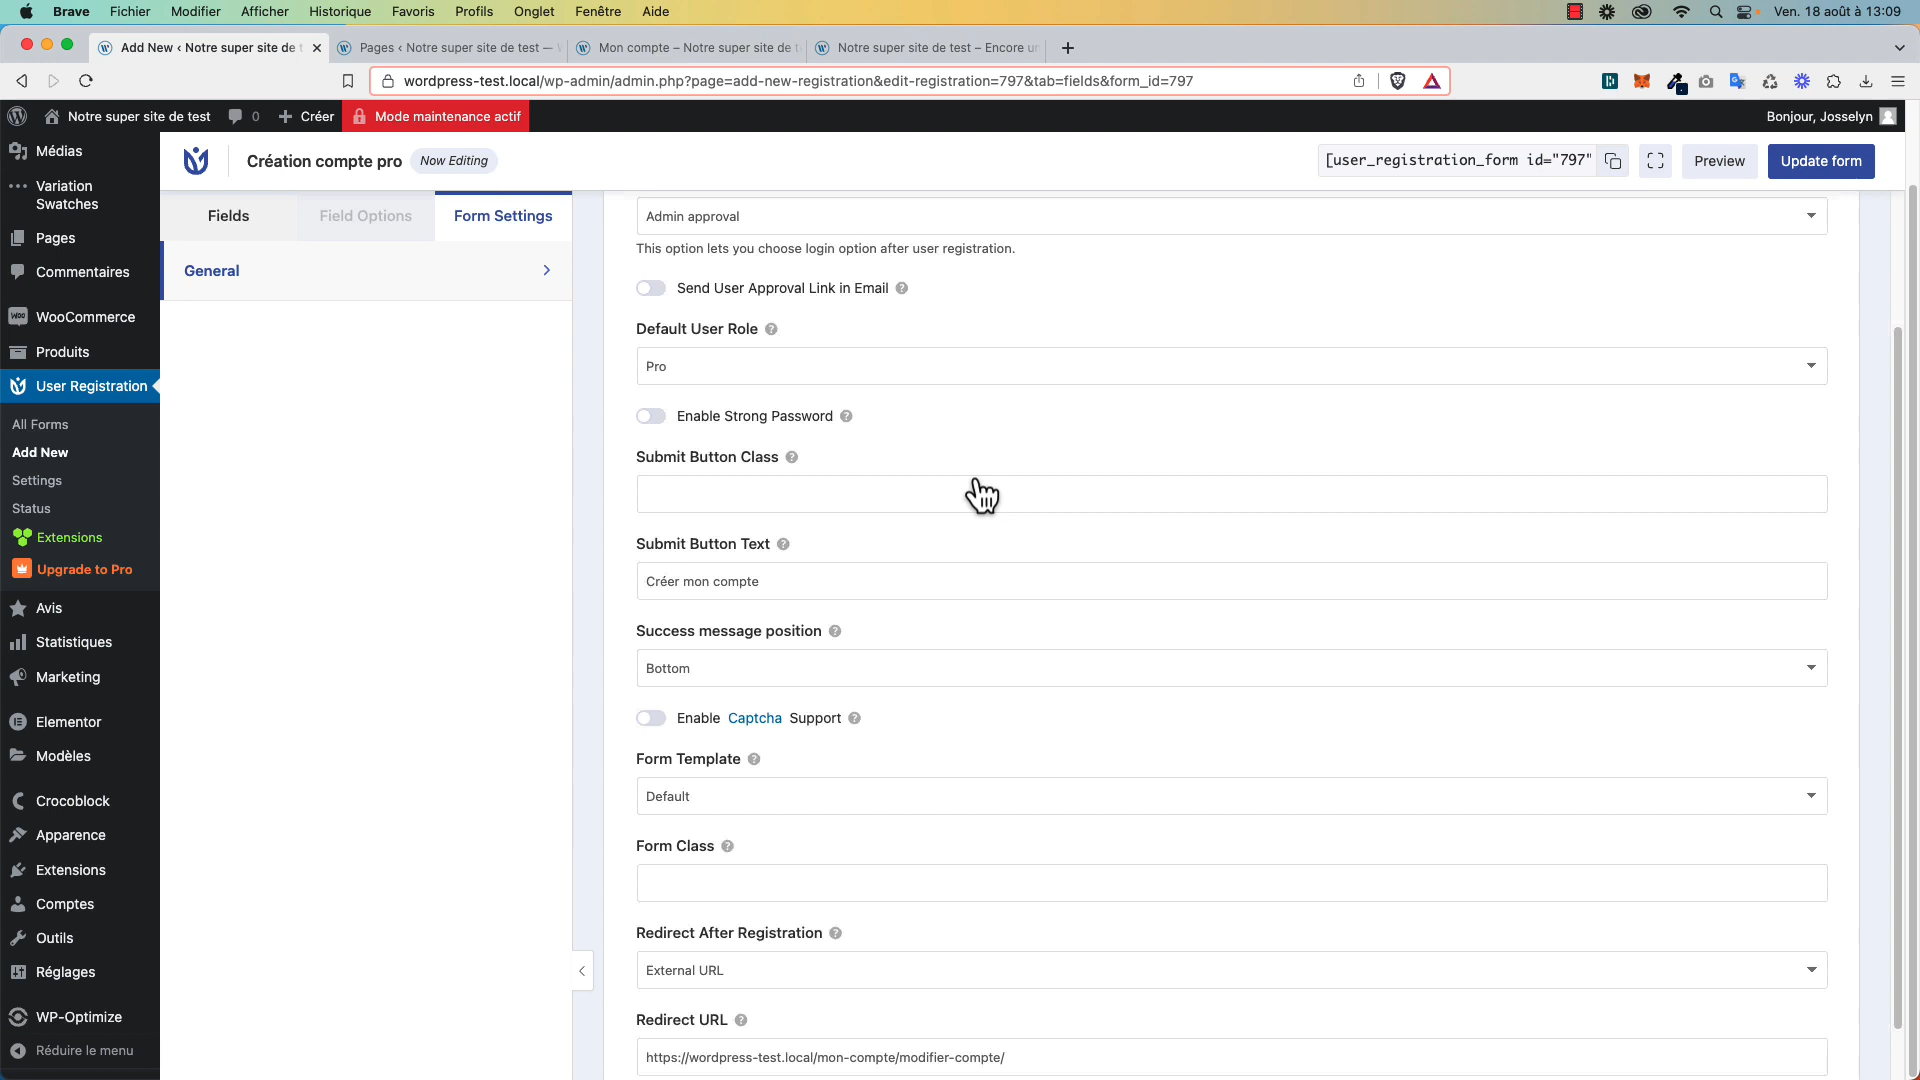 Brave Fichier Modifier Afficher Historique Favoris Profils Onglet Fenêtre Aide Ven. 18 août à 13:09
Add New ‹ Notre super site de t Pages ‹ Notre super site de test — Mon compte – Notre super site de t Notre super site de test – Encore un
wordpress-test.local/wp-admin/admin.php?page=add-new-registration&edit-registration=797&tab=fields&form_id=797
Notre super site de test 0 Créer Mode maintenance actif Bonjour, Josselyn
Médias
Variation
Swatches
Pages
Commentaires
WooCommerce
Produits
User Registration
All Forms
Add New
Settings
Status
Extensions
Upgrade to Pro
Avis
Statistiques
Marketing
Elementor
Modèles
Crocoblock
Apparence
Extensions
Comptes
Outils
Réglages
WP-Optimize
Réduire le menu
Création compte pro Now Editing [user_registration_form id="797" Preview Update form
Fields Field Options Form Settings
General
Admin approval
This option lets you choose login option after user registration.
Send User Approval Link in Email
Default User Role
Pro
Enable Strong Password
Submit Button Class
Submit Button Text
Créer mon compte
Success message position
Bottom
Enable Captcha Support
Form Template
Default
Form Class
Redirect After Registration
External URL
Redirect URL
https://wordpress-test.local/mon-compte/modifier-compte/